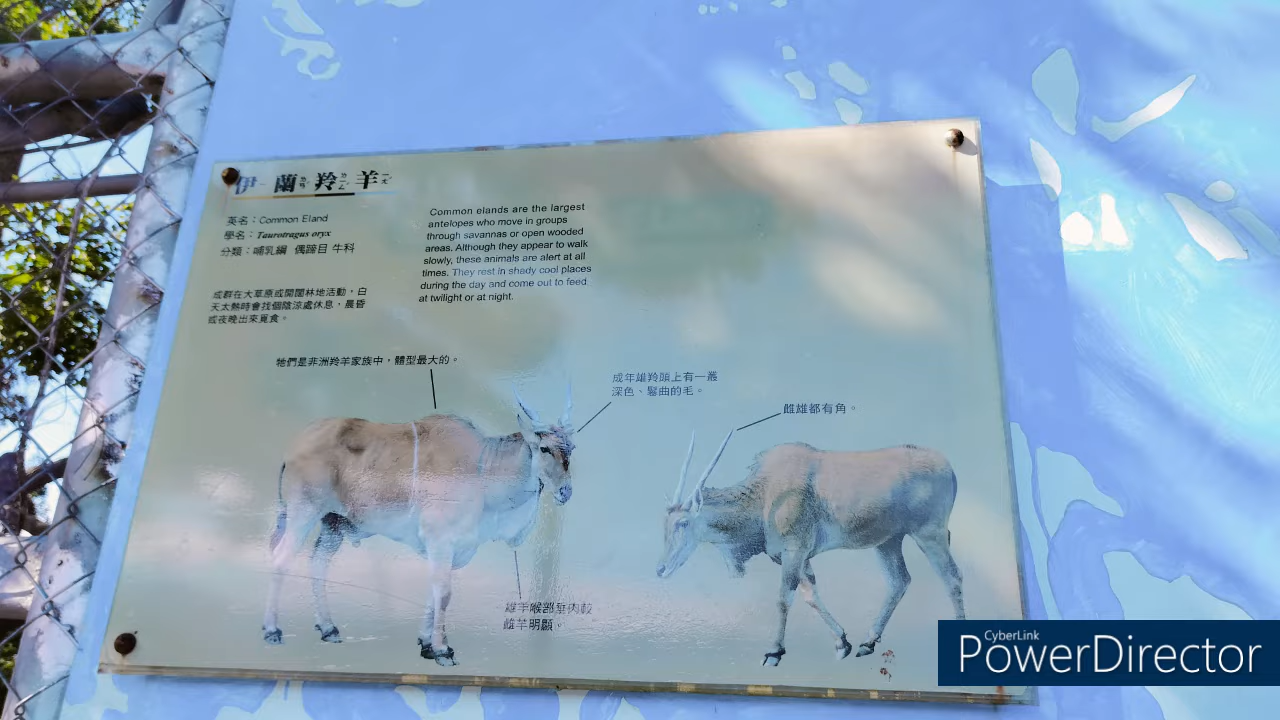 伊蘭羚羊
英名：Common Eland
學名：Taurotragus oryx
分類：哺乳綱 偶蹄目 牛科
成群在大草原或開闊林地活動，白
天太熱時會找個陰涼處休息，晨昏
或夜晚出來覓食。
Common elands are the largest
antelopes who move in groups
through savannas or open wooded
areas. Although they appear to walk
slowly, these animals are alert at all
times. They rest in shady cool places
during the day and come out to feed
at twilight or at night.
牠們是非洲羚羊家族中，體型最大的。
成年雄羚頭上有一叢
深色、鬈曲的毛。
雌雄都有角。
雄羊喉部垂肉較
雌羊明顯。
CyberLink
PowerDirector